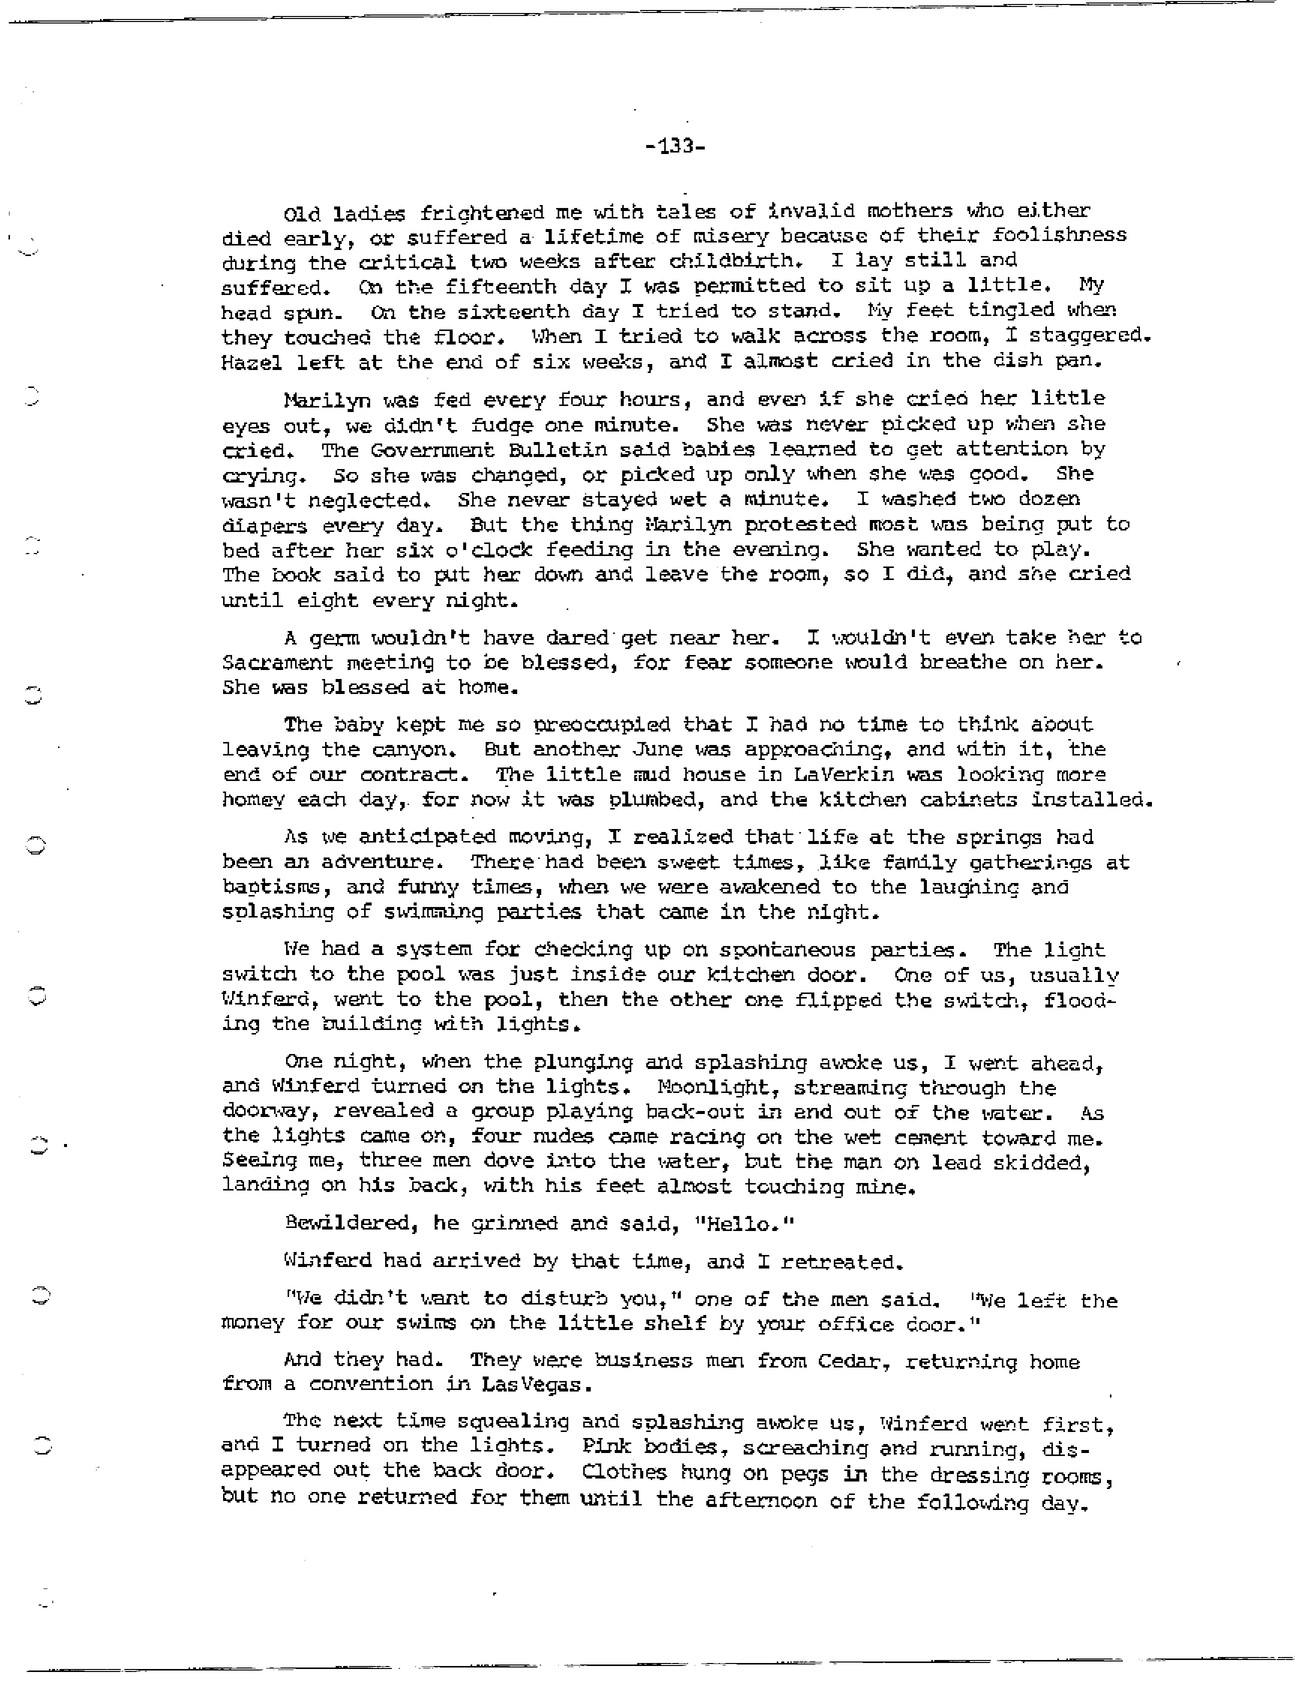 -133-
Old ladies frightened me with tales of invalid mothers who either
died early, or suffered a lifetime of misery because of their foolishness
during the critical two weeks after childbirth. I lay still and
suffered. On the fifteenth day I was permitted to sit up a little. My
head spun. On the sixteenth day I tried to stand. My feet tingled when
they touched the floor. When I tried to walk across the room, I staggered.
Hazel left at the end of six weeks, and I almost cried in the dish pan.
Marilyn was fed every four hours, and even if she cried her little
eyes out, we didn't fudge one minute. She was never picked up when she
cried. The Government Bulletin said babies learned to get attention by
crying. So she was changed, or picked up only when she was good. She
wasn't neglected. She never stayed wet a minute. I washed two dozen
diapers every day. But the thing Marilyn protested most was being put to
bed after her six o'clock feeding in the evening. She wanted to play.
The book said to put her down and leave the room, so I did, and she cried
until eight every night.
A germ wouldn't have dared get near her. I wouldn't even take her to
Sacrament meeting to be blessed, for fear someone would breathe on her.
She was blessed at home.
The baby kept me so preoccupied that I had no time to think about
leaving the canyon. But another June was approaching, and with it, the
end of our contract. The little mud house in LaVerkin was looking more
homey each day, for now it was plumbed, and the kitchen cabinets installed.
As we anticipated moving, I realized that life at the springs had
been an adventure. There had been sweet times, like family gatherings at
baptisms, and funny times, when we were awakened to the laughing and
splashing of swimming parties that came in the night.
We had a system for checking up on spontaneous parties. The light
switch to the pool was just inside our kitchen door. One of us, usually
Winferd, went to the pool, then the other one flipped the switch, flood-
ing the building with lights.
One night, when the plunging and splashing awoke us, I went ahead,
and Winferd turned on the lights. Moonlight, streaming through the
doorway, revealed a group playing back-out in and out of the water. As
the lights came on, four nudes came racing on the wet cement toward me.
Seeing me, three men dove into the water, but the man on lead skidded,
landing on his back, with his feet almost touching mine.
Bewildered, he grinned and said, "Hello."
Winferd had arrived by that time, and I retreated.
"We didn't want to disturb you," one of the men said. "We left the
money for our swims on the little shelf by your office door."
And they had. They were business men from Cedar, returning home
from a convention in LasVegas.
The next time squealing and splashing awoke us, Winferd went first,
and I turned on the lights. Pink bodies, screaching and running, dis-
appeared out the back door. Clothes hung on pegs in the dressing rooms,
but no one returned for them until the afternoon of the following day.